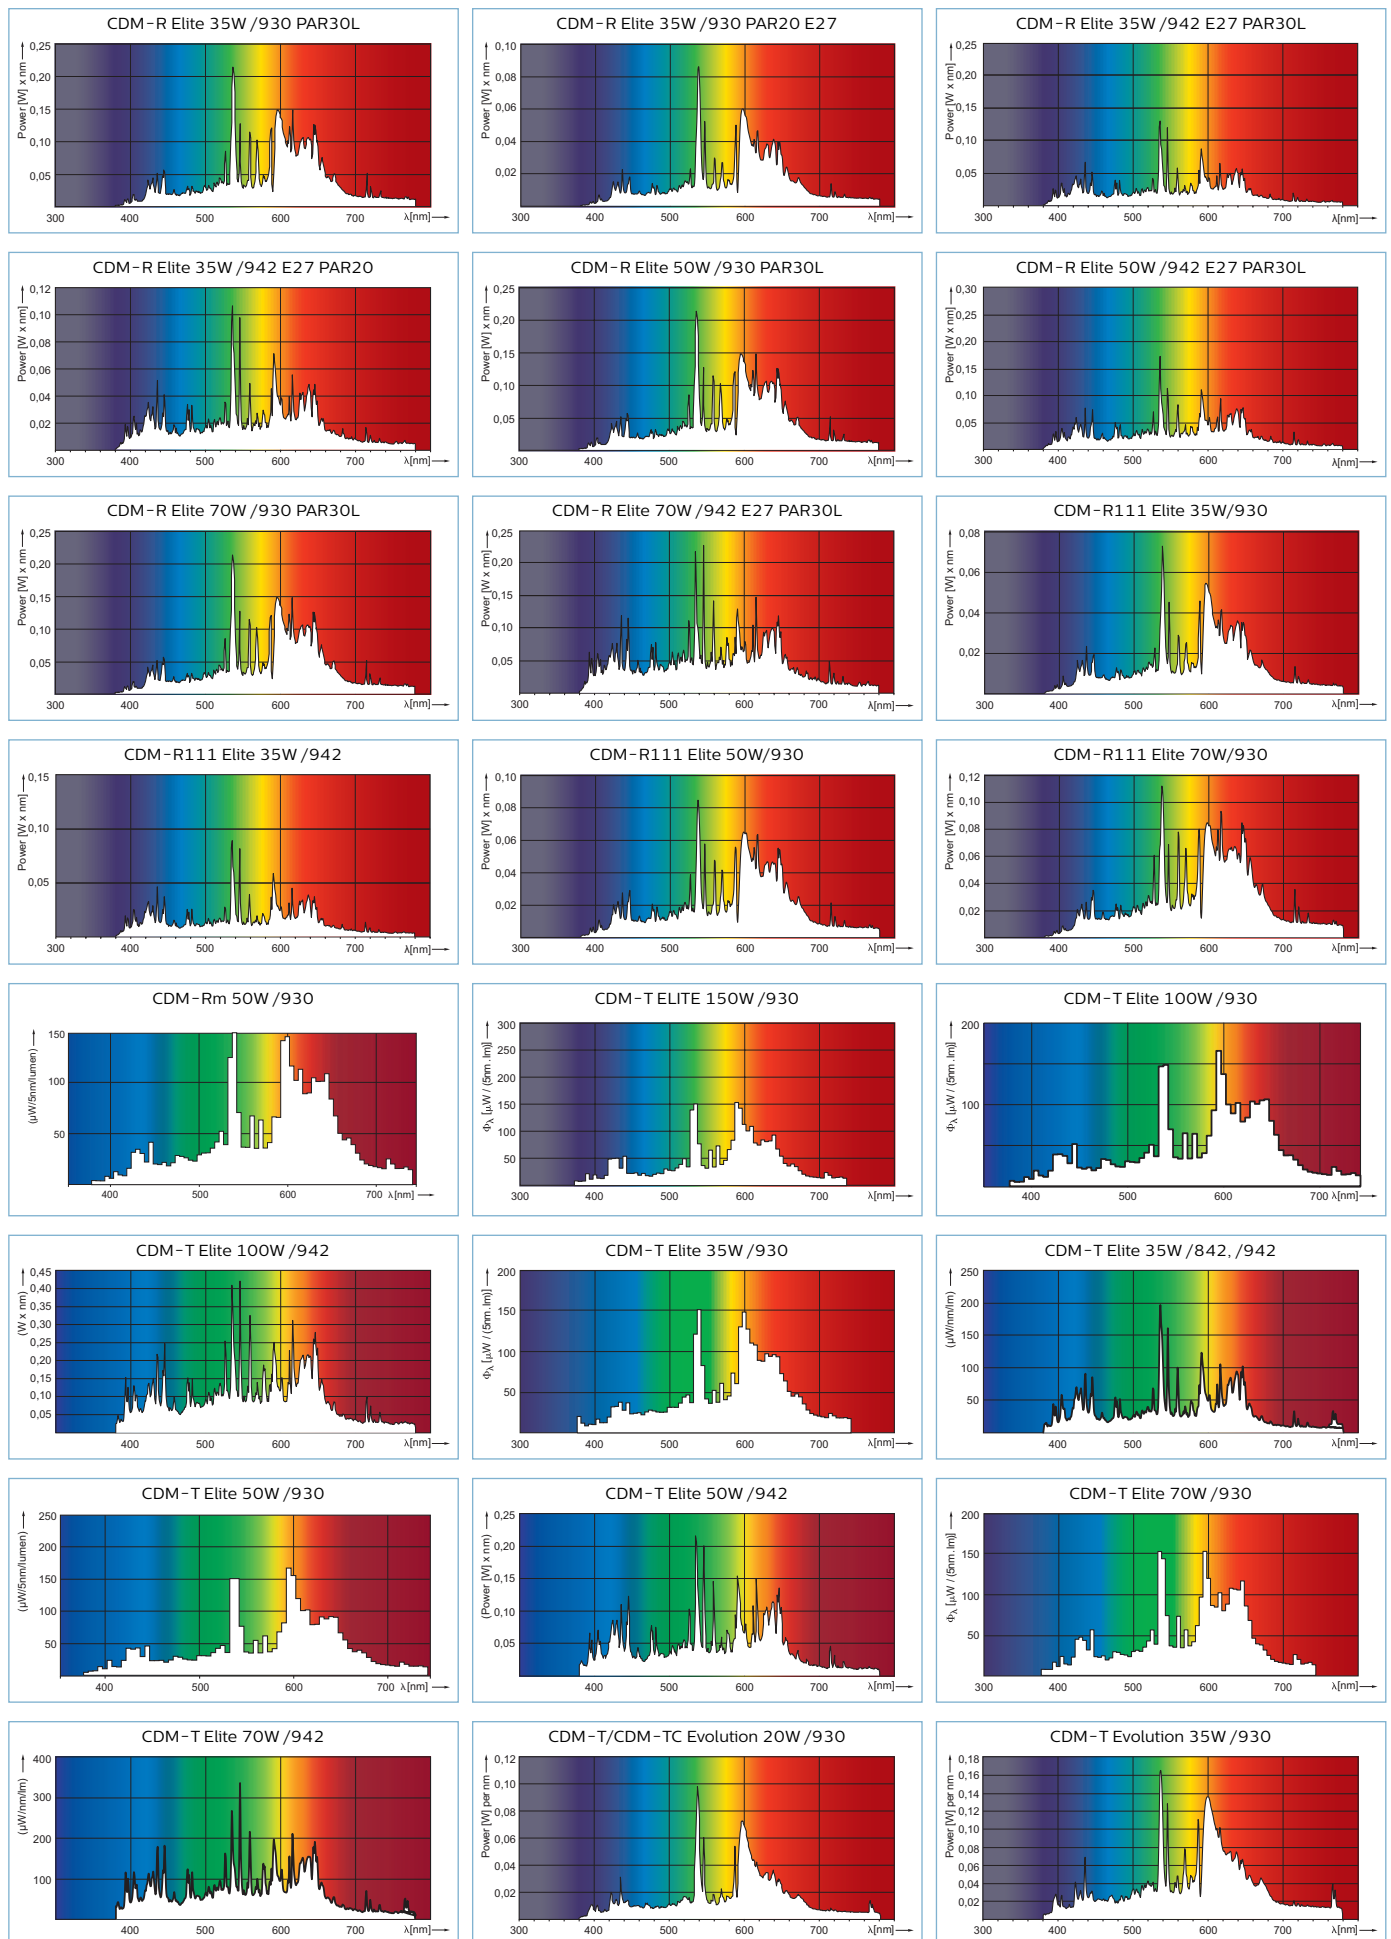 CDM-R Elite 35W /930 PAR30L
Power [W] x nm]
0,25
0,20
0,15
0,10
0,05
300 400 500 600 700 λ[nm]
CDM-R Elite 35W /930 PAR20 E27
Power [W] x nm
0,10
0,08
0,06
0,04
0,02
400 500 600 700 λ[nm]
CDM-R Elite 35W /942 E27 PAR30L
Power [W x nm]
0,25
0,20
0,15
0,10
0,05
300 400 500 600 700 λ[nm]
CDM-R Elite 35W /942 E27 PAR20
Power [W x nm]
0,12
0,10
0,08
0,06
0,04
0,02
300 400 500 600 700 λ[nm]
CDM-R Elite 50W /930 PAR30L
Power [W] x nm]
0,25
0,20
0,15
0,10
0,05
400 500 600 700 λ[nm]
CDM-R Elite 50W /942 E27 PAR30L
Power [W x nm]
0,30
0,25
0,20
0,15
0,10
0,05
300 400 500 600 700 λ[nm]
CDM-R Elite 70W /930 PAR30L
Power [W] x nm]
0,25
0,20
0,15
0,10
0,05
300 400 500 600 700 λ[nm]
CDM-R Elite 70W /942 E27 PAR30L
Power [W x nm]
0,25
0,20
0,15
0,10
0,05
300 400 500 600 700 λ[nm]
CDM-R111 Elite 35W/930
Power [W] x nm
0,08
0,06
0,04
0,02
300 400 500 600 700 λ[nm]
CDM-R111 Elite 35W /942
Power [W x nm]
0,15
0,10
0,05
300 400 500 600 700 λ[nm]
CDM-R111 Elite 50W/930
Power [W] x nm
0,10
0,08
0,06
0,04
0,02
400 500 600 700 λ[nm]
CDM-R111 Elite 70W/930
Power [W] x nm
0,12
0,10
0,08
0,06
0,04
0,02
300 400 500 600 700 λ[nm]
CDM-Rm 50W /930
(µW/5nm/lumen)
150
100
50
400 500 600 700 λ[nm]
CDM-T ELITE 150W /930
Φλ [µW / (5nm .lm)]
300
250
200
150
100
50
300 400 500 600 700 λ[nm]
CDM-T Elite 100W /930
Φλ [µW / (5nm .lm)]
200
100
400 500 600 700 λ[nm]
CDM-T Elite 100W /942
(W x nm)
0,45
0,40
0,35
0,30
0,25
0,20
0,15
0,10
0,05
400 500 600 700 λ[nm]
CDM-T Elite 35W /930
Φλ [µW / (5nm .lm)]
200
150
100
50
300 400 500 600 700 λ[nm]
CDM-T Elite 35W /842, /942
(µW/nm/lm)
250
200
150
100
50
400 500 600 700 λ[nm]
CDM-T Elite 50W /930
(µW/5nm/lumen)
250
200
150
100
50
400 500 600 700 λ[nm]
CDM-T Elite 50W /942
(Power [W] x nm)
0,25
0,20
0,15
0,10
0,05
400 500 600 700 λ[nm]
CDM-T Elite 70W /930
Φλ [µW / (5nm .lm)]
200
150
100
50
300 400 500 600 700 λ[nm]
CDM-T Elite 70W /942
(µW/nm/lm)
400
300
200
100
400 500 600 700 λ[nm]
CDM-T/CDM-TC Evolution 20W /930
Power [W] per nm
0,12
0,10
0,08
0,06
0,04
0,02
300 400 500 600 700 λ[nm]
CDM-T Evolution 35W /930
Power [W] per nm
0,18
0,16
0,14
0,12
0,10
0,08
0,06
0,04
0,02
300 400 500 600 700 λ[nm]